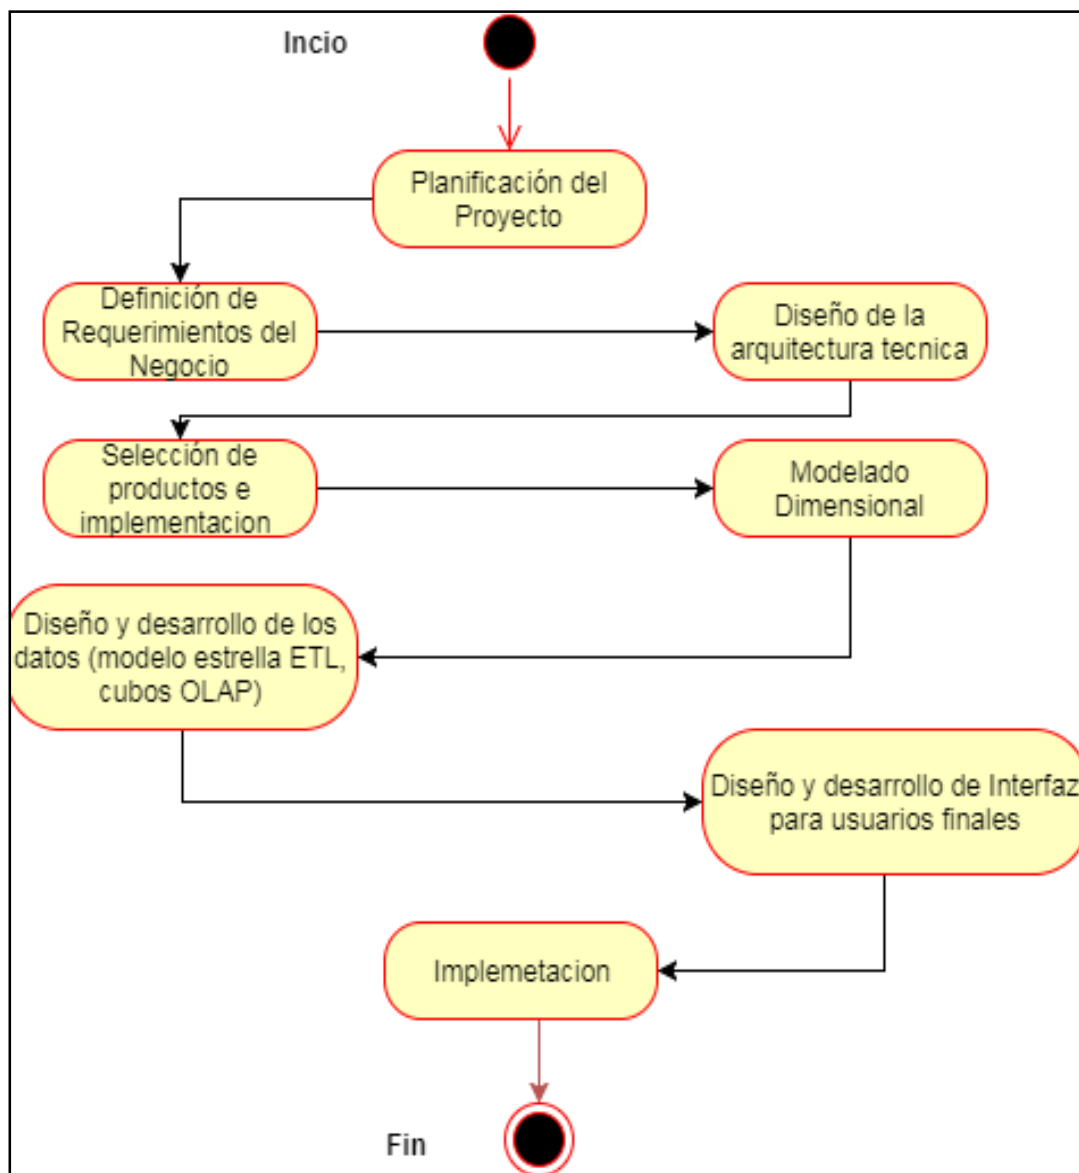 Incio
Planificación del
Proyecto
Definición de
Requerimientos del
Negocio
Diseño de la
arquitectura tecnica
Selección de
productos e
implementacion
Modelado
Dimensional
Diseño y desarrollo de los
datos (modelo estrella ETL,
cubos OLAP)
Diseño y desarrollo de Interfaz
para usuarios finales
Implemetacion
Fin